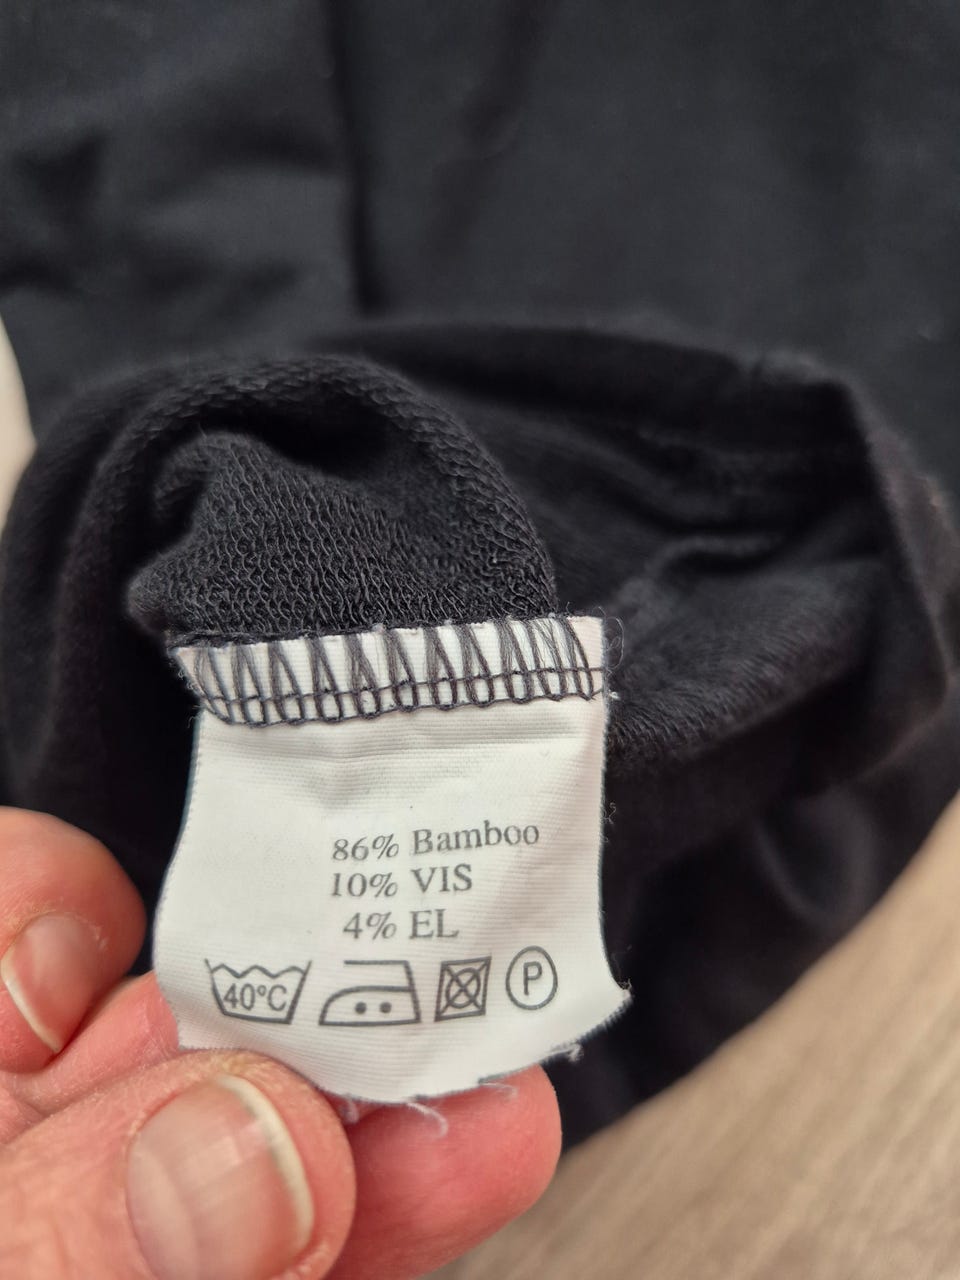 86% Bamboo
10% VIS
4% EL
40°C P